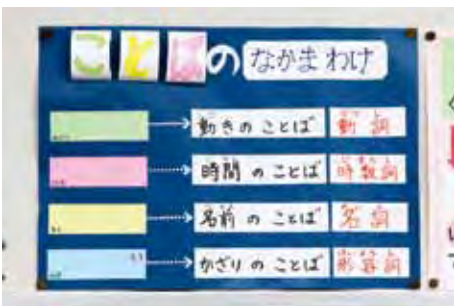 ことばの なかまわけ
動きの ことば 動詞
時間の ことば 時数詞
名前の ことば 名詞
かざりの ことば 形容詞